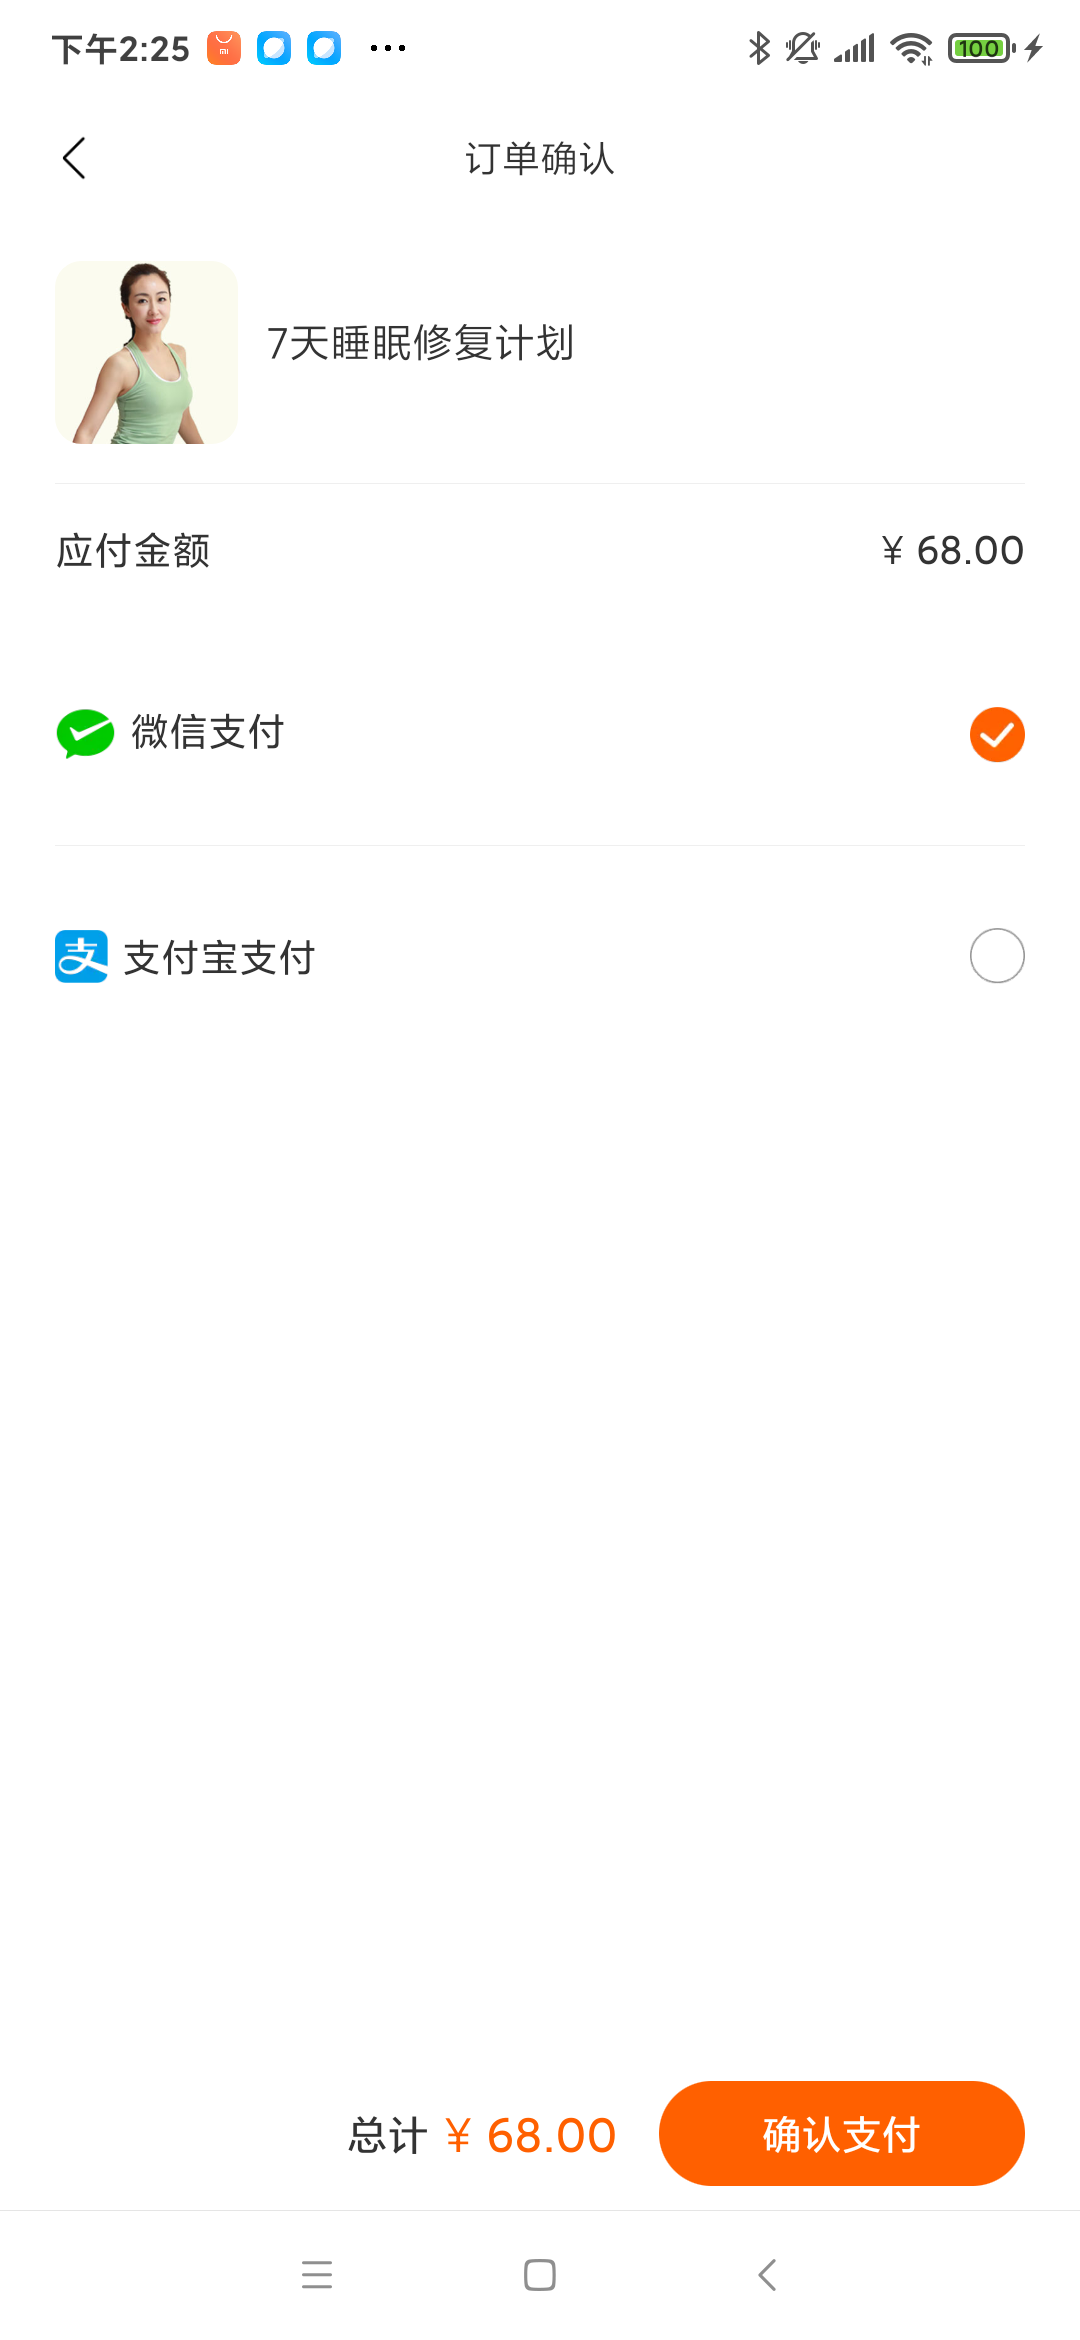 下午2:25
100
订单确认
7天睡眠修复计划
应付金额
¥ 68.00
微信支付
支付宝支付
总计 ¥ 68.00
确认支付